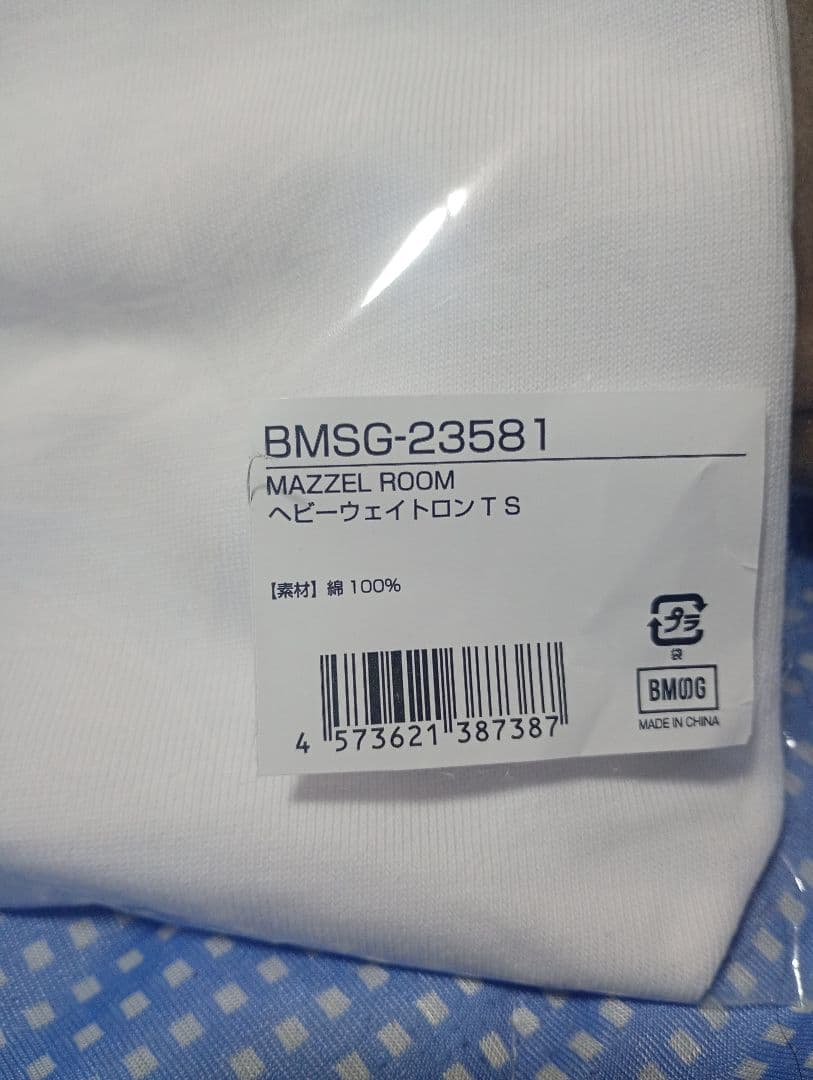 BMSG-23581
MAZZEL ROOM
ヘビーウェイトロンT S
【素材】綿 100%
プラ
袋
BMSG
MADE IN CHINA
4 573621 387387